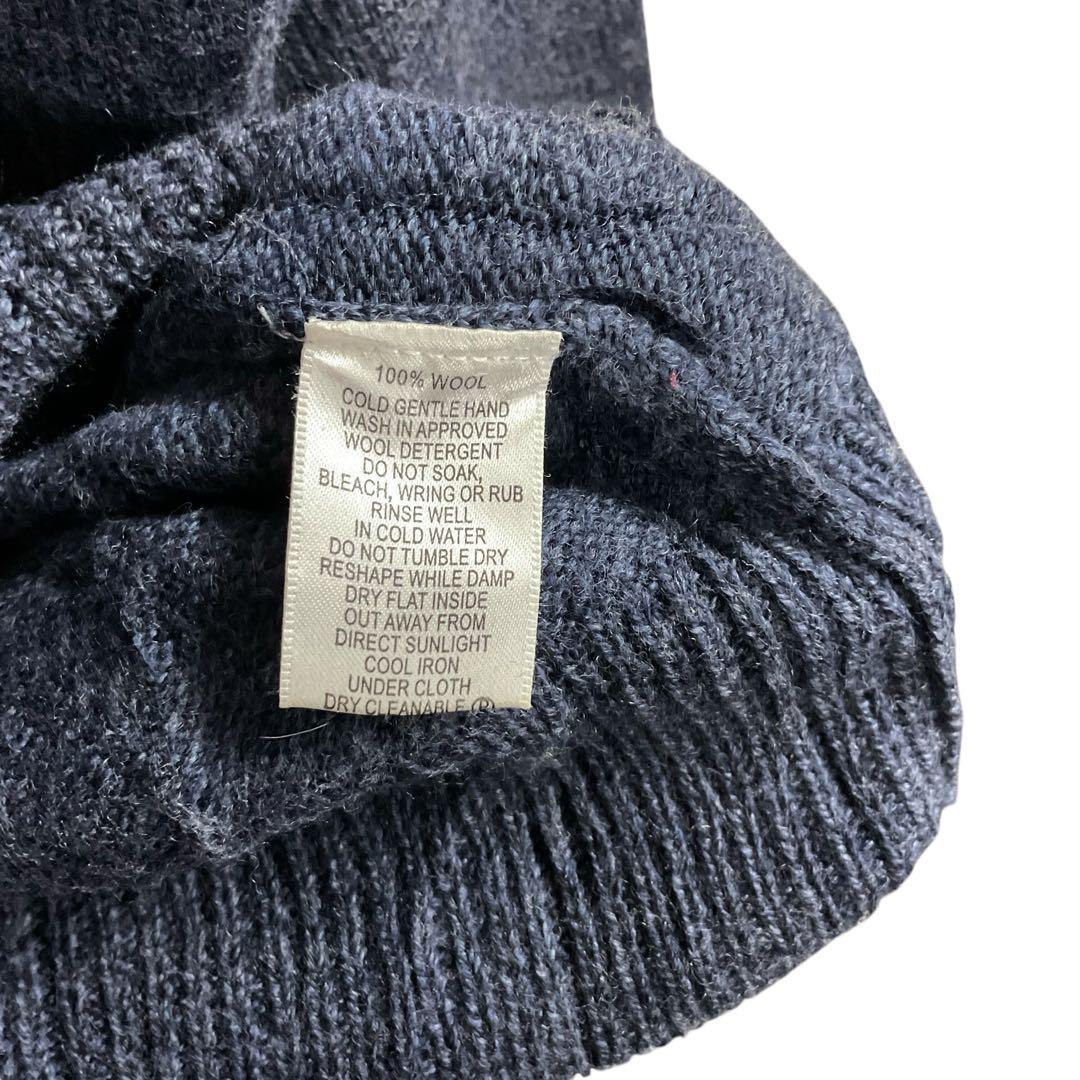 100% WOOL
COLD GENTLE HAND
WASH IN APPROVED
WOOL DETERGENT
DO NOT SOAK,
BLEACH, WRING OR RUB
RINSE WELL
IN COLD WATER
DO NOT TUMBLE DRY
RESHAPE WHILE DAMP
DRY FLAT INSIDE
OUT AWAY FROM
DIRECT SUNLIGHT
COOL IRON
UNDER CLOTH
DRY CLEANABLE Ⓟ